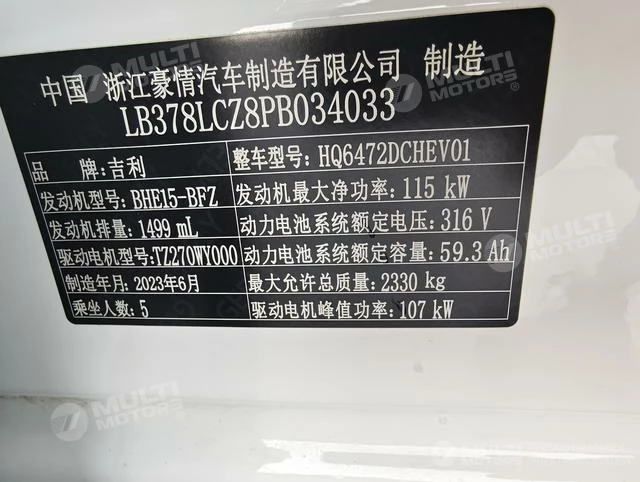 中国 浙江豪情汽车制造有限公司 制造
LB378LCZ8PB034033
品 牌:吉利
整车型号:HQ6472DCHEV01
发动机型号:BHE15-BFZ
发动机最大净功率:115 kW
发动机排量:1499 mL
动力电池系统额定电压:316 V
驱动电机型号:TZ270WY000
动力电池系统额定容量:59.3 Ah
制造年月:2023年6月
最大允许总质量:2330 kg
乘坐人数:5
驱动电机峰值功率:107 kW
MULTI MOTORS
MULTI MOTORS
MULTI MOTORS
MULTI MOTORS